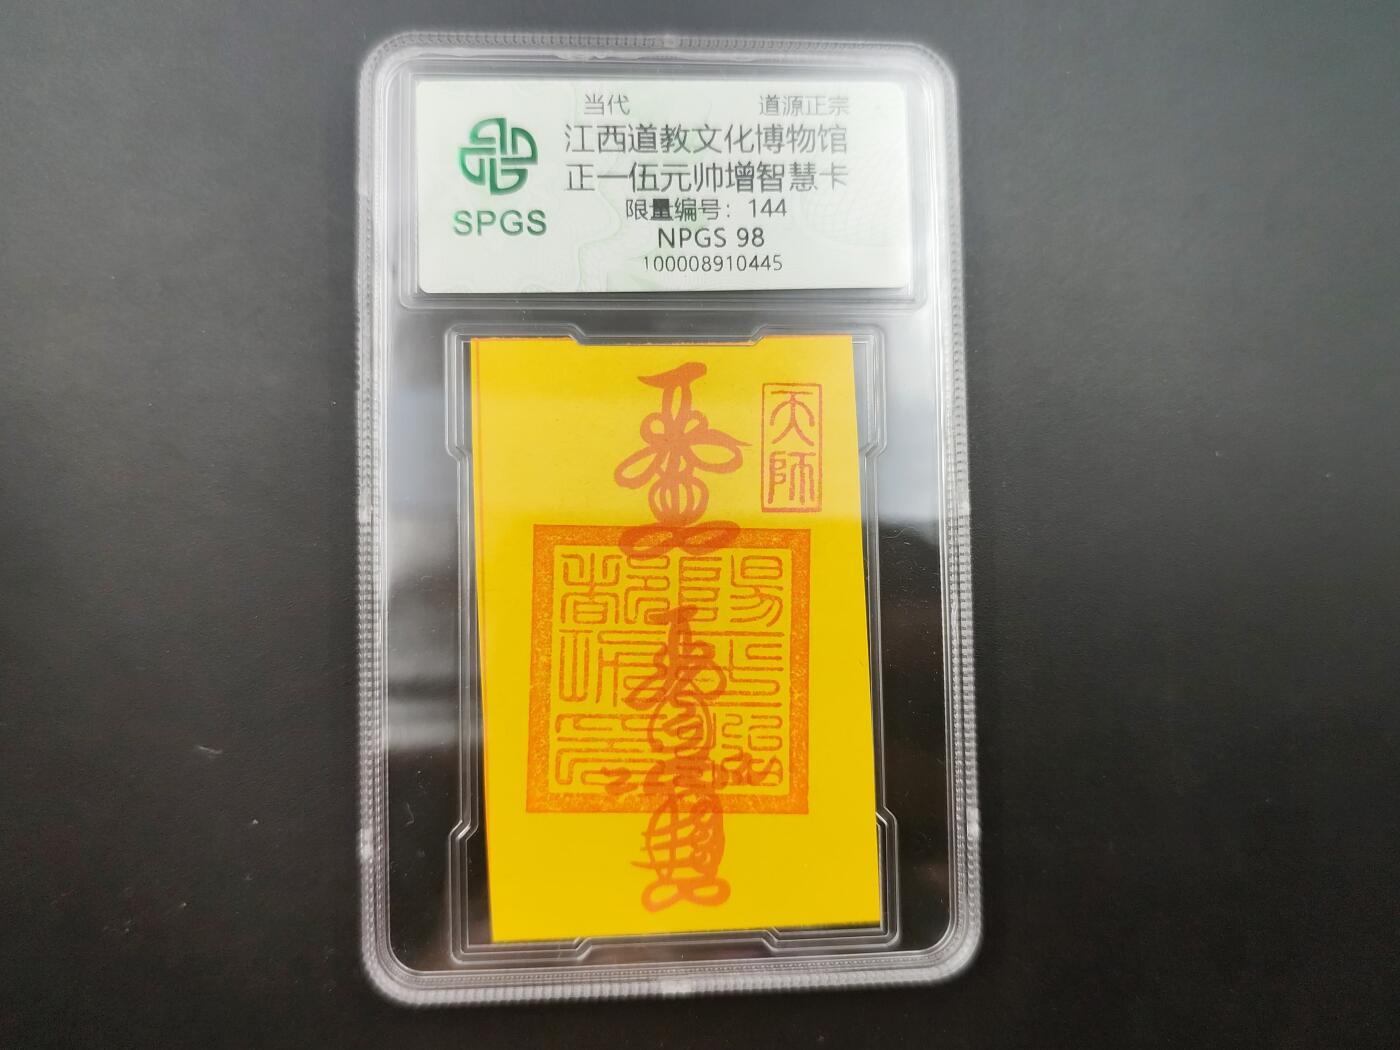 当代 道源正宗
江西道教文化博物馆
正一伍元帅增智慧卡
限量编号：144
NPGS 98
100008910445
SPGS
天师